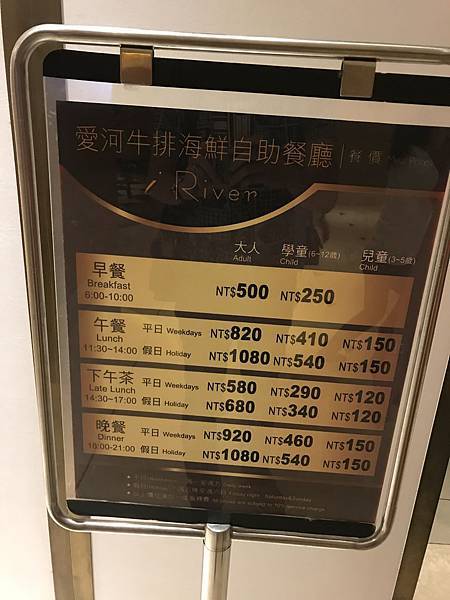 愛河牛排海鮮自助餐廳 | 餐價
i River
大人 學童(6~12歲) 兒童(3~5歲)
Adult Child Child
早餐
Breakfast
6:00-10:00
NT$500 NT$250
午餐 平日 Weekdays NT$820 NT$410 NT$150
Lunch
11:30~14:00 假日 Holiday NT$1080 NT$540 NT$150
下午茶 平日 Weekdays NT$580 NT$290 NT$120
Late Lunch
14:30~17:00 假日 Holiday NT$680 NT$340 NT$120
晚餐 平日 Weekdays NT$920 NT$460 NT$150
Dinner
18:00-21:00 假日 Holiday NT$1080 NT$540 NT$150